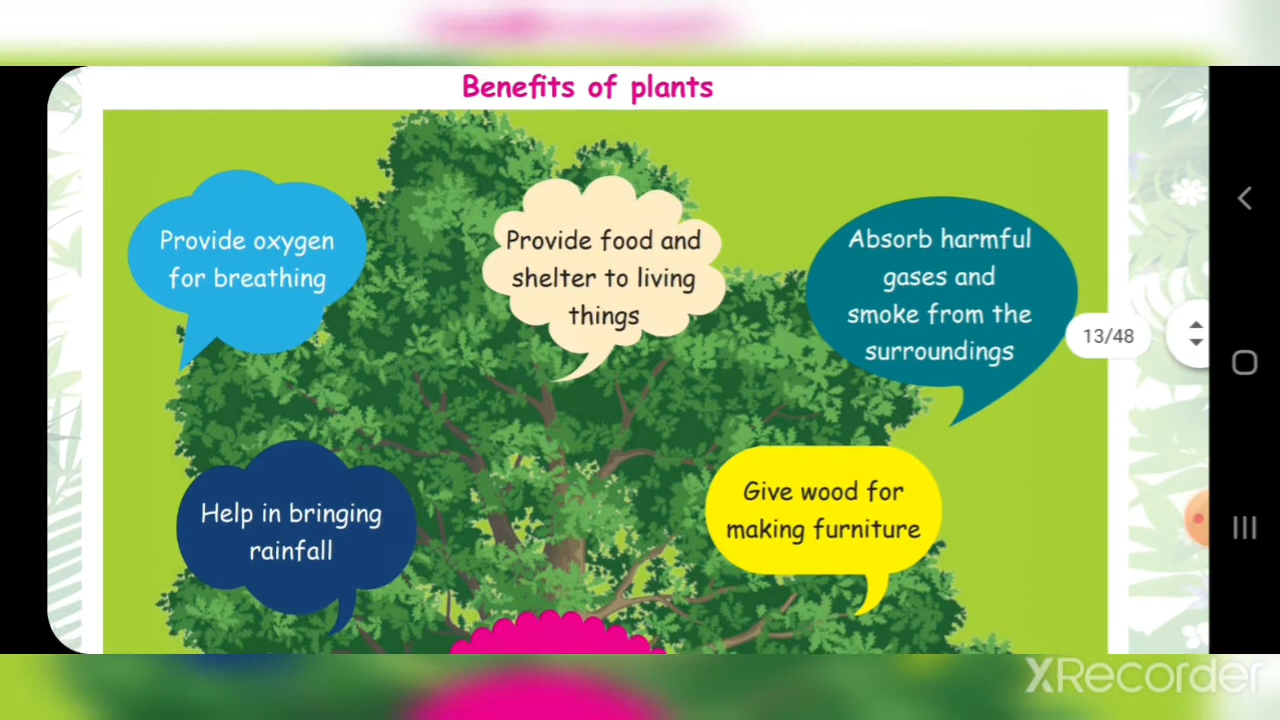 Benefits of plants
Provide oxygen
for breathing
Provide food and
shelter to living
things
Absorb harmful
gases and
smoke from the
surroundings
13/48
Help in bringing
rainfall
Give wood for
making furniture
XRecorder